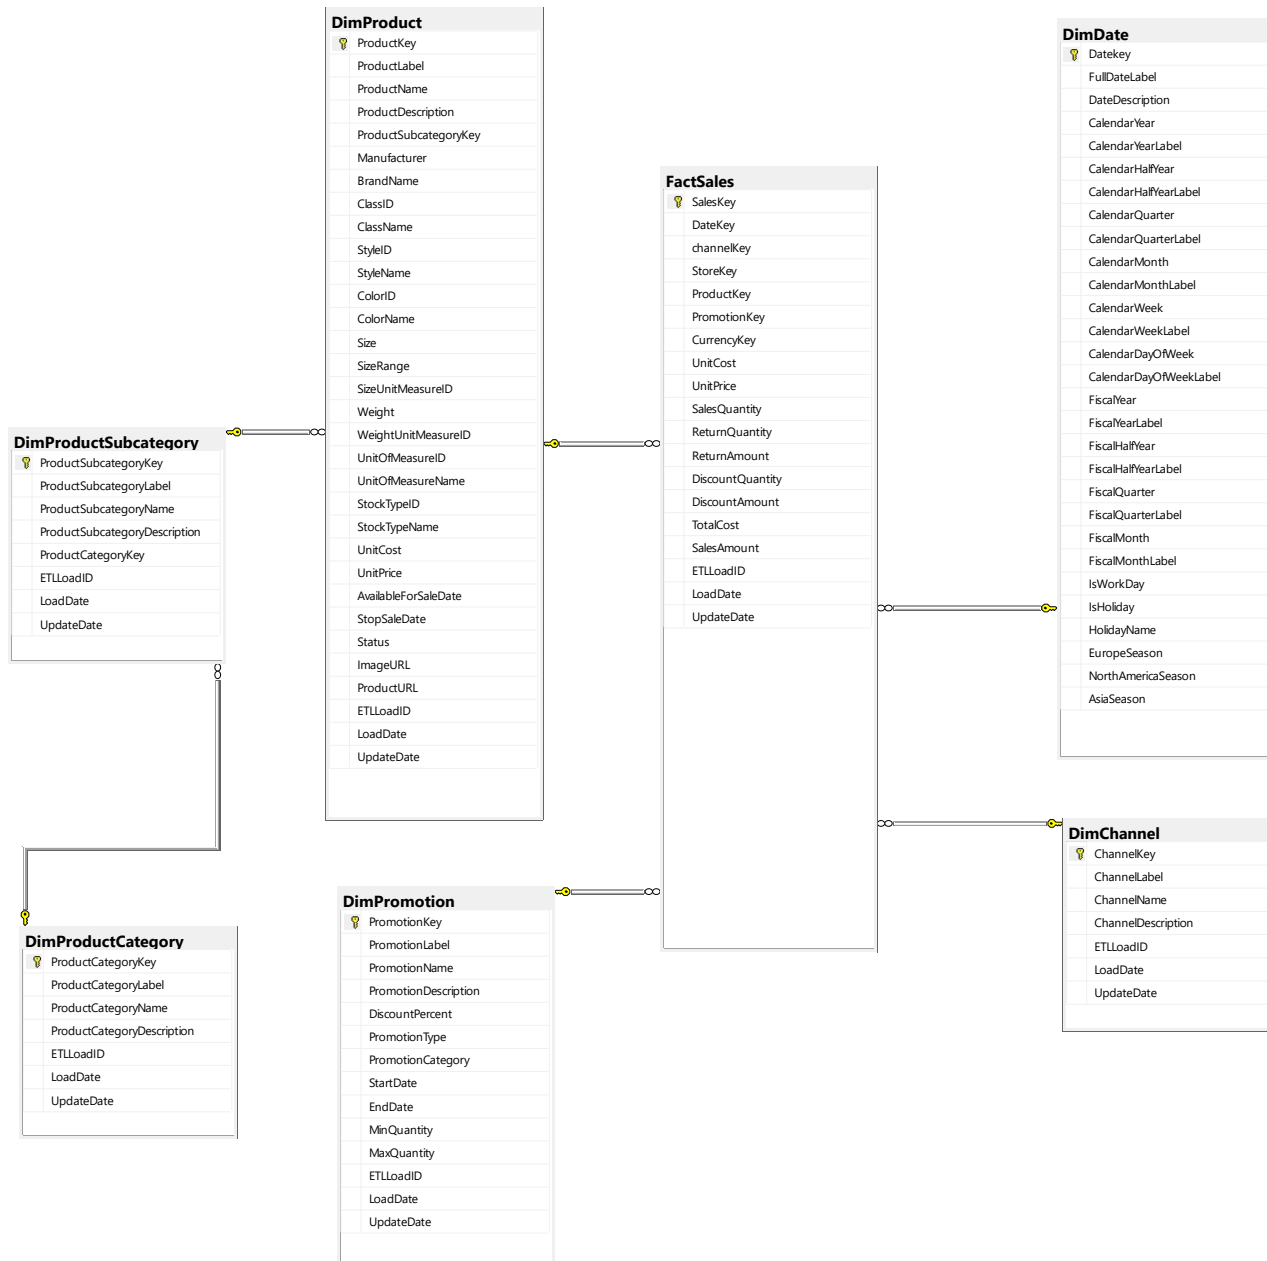 DimProduct
ProductKey
ProductLabel
ProductName
ProductDescription
ProductSubcategoryKey
Manufacturer
BrandName
ClassID
ClassName
StyleID
StyleName
ColorID
ColorName
Size
SizeRange
SizeUnitMeasureID
Weight
WeightUnitMeasureID
UnitOfMeasureID
UnitOfMeasureName
StockTypeID
StockTypeName
UnitCost
UnitPrice
AvailableForSaleDate
StopSaleDate
Status
ImageURL
ProductURL
ETLLoadID
LoadDate
UpdateDate
DimDate
Datekey
FullDateLabel
DateDescription
CalendarYear
CalendarYearLabel
CalendarHalfYear
CalendarHalfYearLabel
CalendarQuarter
CalendarQuarterLabel
CalendarMonth
CalendarMonthLabel
CalendarWeek
CalendarWeekLabel
CalendarDayOfWeek
CalendarDayOfWeekLabel
FiscalYear
FiscalYearLabel
FiscalHalfYear
FiscalHalfYearLabel
FiscalQuarter
FiscalQuarterLabel
FiscalMonth
FiscalMonthLabel
IsWorkDay
IsHoliday
HolidayName
EuropeSeason
NorthAmericaSeason
AsiaSeason
FactSales
SalesKey
DateKey
channelKey
StoreKey
ProductKey
PromotionKey
CurrencyKey
UnitCost
UnitPrice
SalesQuantity
ReturnQuantity
ReturnAmount
DiscountQuantity
DiscountAmount
TotalCost
SalesAmount
ETLLoadID
LoadDate
UpdateDate
DimProductSubcategory
ProductSubcategoryKey
ProductSubcategoryLabel
ProductSubcategoryName
ProductSubcategoryDescription
ProductCategoryKey
ETLLoadID
LoadDate
UpdateDate
DimChannel
ChannelKey
ChannelLabel
ChannelName
ChannelDescription
ETLLoadID
LoadDate
UpdateDate
DimPromotion
PromotionKey
PromotionLabel
PromotionName
PromotionDescription
DiscountPercent
PromotionType
PromotionCategory
StartDate
EndDate
MinQuantity
MaxQuantity
ETLLoadID
LoadDate
UpdateDate
DimProductCategory
ProductCategoryKey
ProductCategoryLabel
ProductCategoryName
ProductCategoryDescription
ETLLoadID
LoadDate
UpdateDate